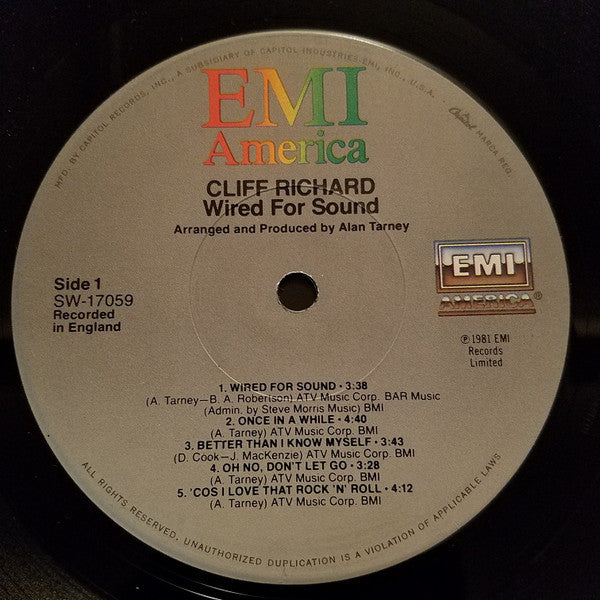 MFD. BY CAPITOL RECORDS, INC., A SUBSIDIARY OF CAPITOL INDUSTRIES-EMI, INC., U.S.A.
Capitol MARCA REG.
EMI
America
CLIFF RICHARD
Wired For Sound
Arranged and Produced by Alan Tarney
Side 1
SW-17059
Recorded
in England
EMI
AMERICA®
℗ 1981 EMI
Records
Limited
1. WIRED FOR SOUND • 3:38
(A. Tarney—B. A. Robertson) ATV Music Corp. BAR Music
(Admin. by Steve Morris Music) BMI
2. ONCE IN A WHILE • 4:40
(A. Tarney) ATV Music Corp. BMI
3. BETTER THAN I KNOW MYSELF • 3:43
(D. Cook—J. MacKenzie) ATV Music Corp. BMI
4. OH NO, DON'T LET GO • 3:28
(A. Tarney) ATV Music Corp. BMI
5. 'COS I LOVE THAT ROCK 'N' ROLL • 4:12
(A. Tarney) ATV Music Corp. BMI
ALL RIGHTS RESERVED. UNAUTHORIZED DUPLICATION IS A VIOLATION OF APPLICABLE LAWS